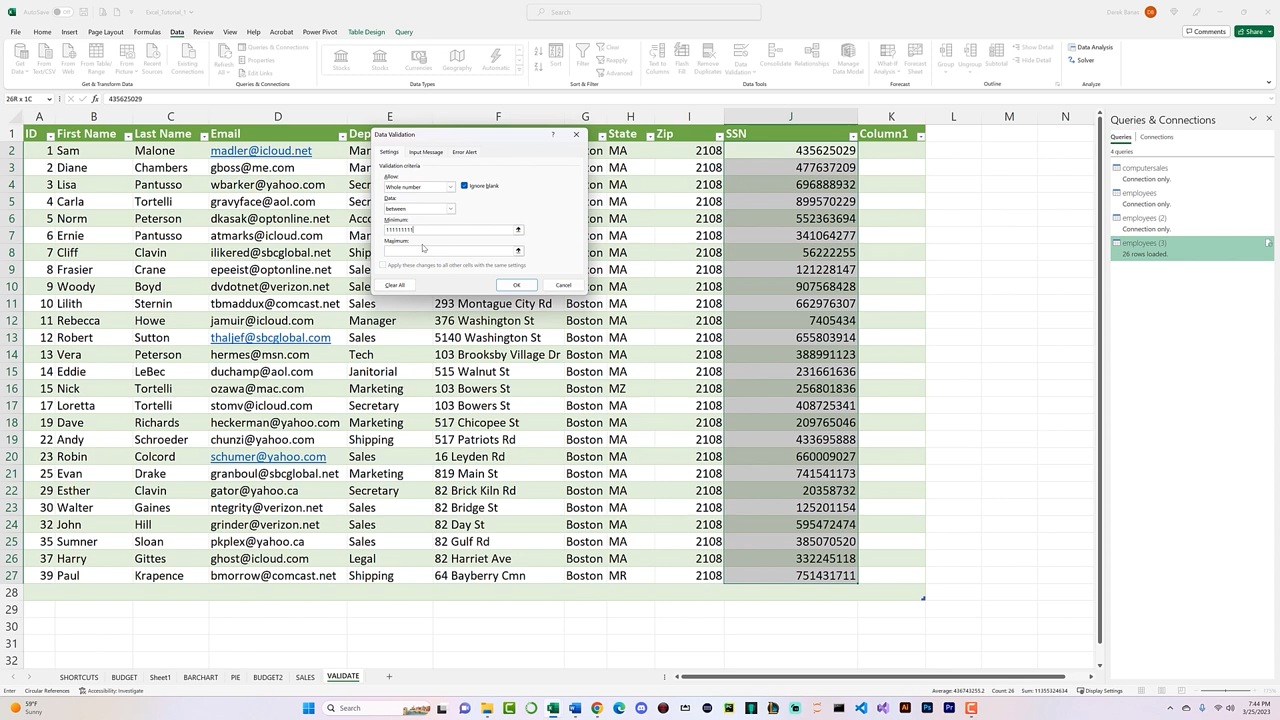 AutoSave Off Excel_Tutorial_1 Search Derek Banas DB
File Home Insert Page Layout Formulas Data Review View Help Acrobat Power Pivot Table Design Query Comments Share
Get Data From Text/CSV From Web From Table/Range From Picture Recent Sources Existing Connections Refresh All Queries & Connections Properties Edit Links Stocks Stocks Currencies Geography Automatic Sort Filter Clear Reapply Advanced Text to Columns Flash Fill Remove Duplicates Data Validation Consolidate Relationships Manage Data Model What-If Analysis Forecast Sheet Group Ungroup Subtotal Show Detail Hide Detail Data Analysis Solver
Get & Transform Data Queries & Connections Data Types Sort & Filter Data Tools Forecast Outline Analyze
26R x 1C fx 435625029
A B C D E F G H I J K L M N
1 ID First Name Last Name Email Dep State Zip SSN Column1
2 1 Sam Malone madler@icloud.net Mar on MA 2108 435625029
3 2 Diane Chambers gboss@me.com on MA 2108 477637209
4 3 Lisa Pantusso wbarker@yahoo.com on MA 2108 696888932
5 4 Carla Tortelli gravyface@aol.com on MA 2108 899570229
6 5 Norm Peterson dkasak@optonline.net Acc on MA 2108 552363694
7 6 Ernie Pantusso atmarks@icloud.com on MA 2108 341064277
8 7 Cliff Clavin ilikered@sbcglobal.com Ship on MA 2108
9 8 Frasier Crane epeeist@optonline.net Sale on MA 2108 121228147
10 9 Woody Boyd dvdotnet@verizon.net on MA 2108 907568428
11 10 Lilith Sternin tbmaddux@comcast.net Sales 293 Montague City Rd Boston MA 2108 662976307
12 11 Rebecca Howe jamuir@icloud.com Manager 376 Washington St Boston MA 2108 7405434
13 12 Robert Sutton thaljef@sbcglobal.com Sales 5140 Washington St Boston MA 2108 655803914
14 13 Vera Peterson hermes@msn.com Tech 103 Brooksby Village Dr Boston MA 2108 388991123
15 14 Eddie LeBec duchamp@aol.com Janitorial 515 Walnut St Boston MA 2108 231661636
16 15 Nick Tortelli ozawa@mac.com Marketing 103 Bowers St Boston MZ 2108 256801836
17 17 Loretta Tortelli stomv@icloud.com Secretary 103 Bowers St Boston MA 2108 408725341
18 19 Dave Richards heckerman@yahoo.com Marketing 517 Chicopee St Boston MA 2108 209765046
19 22 Andy Schroeder chunzi@yahoo.com Shipping 517 Patriots Rd Boston MA 2108 433695888
20 23 Robin Colcord schumer@yahoo.com Sales 16 Leyden Rd Boston MA 2108 660009027
21 25 Evan Drake granboul@sbcglobal.net Marketing 819 Main St Boston MA 2108 741541173
22 29 Esther Clavin gator@yahoo.ca Secretary 82 Brick Kiln Rd Boston MA 2108 20358732
23 30 Walter Gaines ntegrity@verizon.net Sales 82 Bridge St Boston MA 2108 125201154
24 32 John Hill grinder@verizon.net Sales 82 Day St Boston MA 2108 595472474
25 35 Sumner Sloan pkplex@yahoo.ca Sales 82 Gulf Rd Boston MA 2108 385070520
26 37 Harry Gittes ghost@icloud.com Legal 82 Harriet Ave Boston MA 2108 332245118
27 39 Paul Krapence bmorrow@comcast.net Shipping 64 Bayberry Cmn Boston MR 2108 751431711
28
29
30
31
32
Data Validation ?
Settings Input Message Error Alert
Validation criteria
Allow:
Whole number Ignore blank
Data:
between
Minimum:
111111111
Maximum:
Apply these changes to all other cells with the same settings
Clear All OK Cancel
Queries & Connections
Queries Connections
4 queries
computersales
Connection only.
employees
Connection only.
employees (2)
Connection only.
employees (3)
26 rows loaded.
SHORTCUTS BUDGET Sheet1 BARCHART PIE BUDGET2 SALES VALIDATE
Enter Circular References Accessibility: Investigate Average: 436743255.2 Count: 26 Sum: 11355324634 Display Settings
59°F
Sunny
Search
7:44 PM
3/25/2023